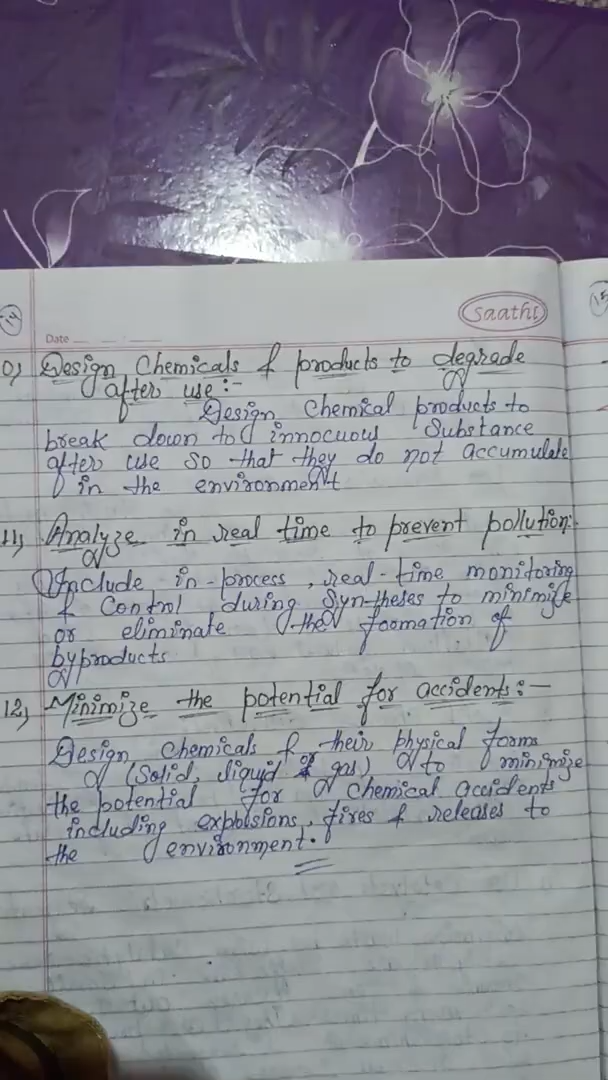 14
saathi
15
Date
0) Design Chemicals & products to degrade
after use:-
Design Chemical products to
break down to innocuous Substance
after use so that they do not accumulate
in the environment
11) Analyze in real time to prevent pollution:
Include in-process, real-time monitoring
& Control during Syntheses to minimize
or eliminate the formation of
byproducts
12) Minimize the potential for accidents:-
Design Chemicals & their physical forms
(Solid, liquid or gas) to minimize
the potential for chemical accidents
including explosions, fires & releases to
the environment.